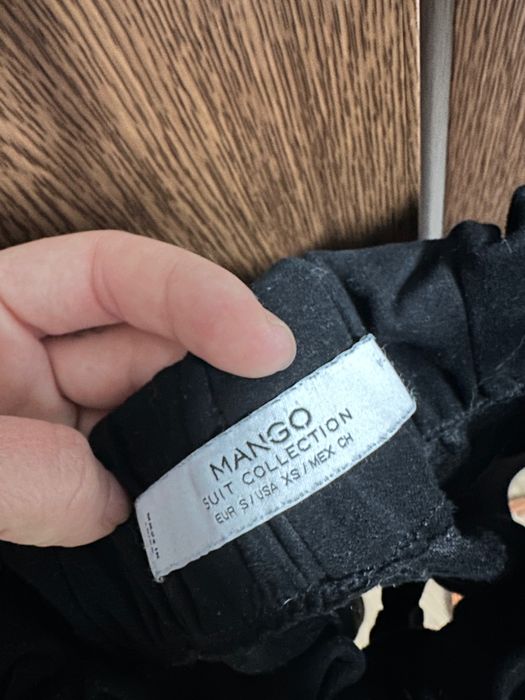 MANGO
SUIT COLLECTION
EUR S/USA XS/MEX CH